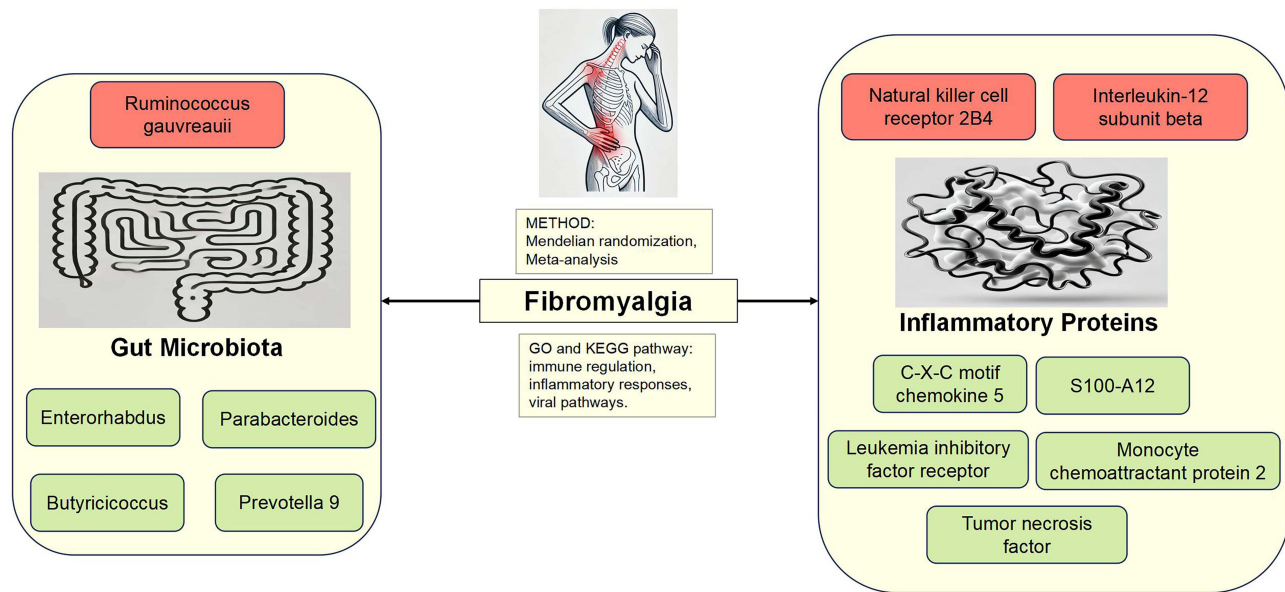 Ruminococcus
gauvreauii
Gut Microbiota
Enterorhabdus
Parabacteroides
Butyricicoccus
Prevotella 9
METHOD:
Mendelian randomization,
Meta-analysis
Fibromyalgia
GO and KEGG pathway:
immune regulation,
inflammatory responses,
viral pathways.
Natural killer cell
receptor 2B4
Interleukin-12
subunit beta
Inflammatory Proteins
C-X-C motif
chemokine 5
S100-A12
Leukemia inhibitory
factor receptor
Monocyte
chemoattractant protein 2
Tumor necrosis
factor